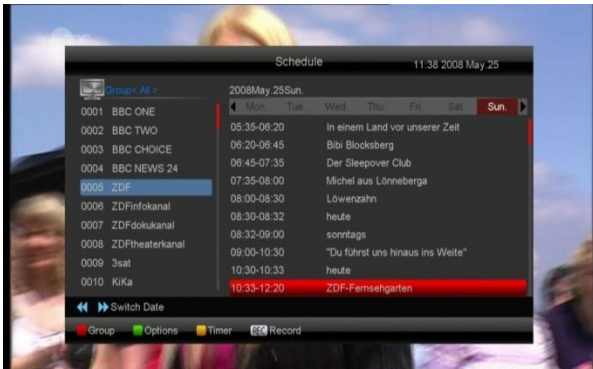 Schedule
11:38 2008 May.25
Group< All >
2008May.25Sun.
Mon. Tue. Wed. Thu. Fri. Sat. Sun.
0001 BBC ONE
0002 BBC TWO
0003 BBC CHOICE
0004 BBC NEWS 24
0005 ZDF
0006 ZDFinfokanal
0007 ZDFdokukanal
0008 ZDFtheaterkanal
0009 3sat
0010 KiKa
05:35-06:20 In einem Land vor unserer Zeit
06:20-06:45 Bibi Blocksberg
06:45-07:35 Der Sleepover Club
07:35-08:00 Michel aus Lönneberga
08:00-08:30 Löwenzahn
08:30-08:32 heute
08:32-09:00 sonntags
09:00-10:30 "Du führst uns hinaus ins Weite"
10:30-10:33 heute
10:33-12:20 ZDF-Fernsehgarten
Switch Date
Group Options Timer REC Record